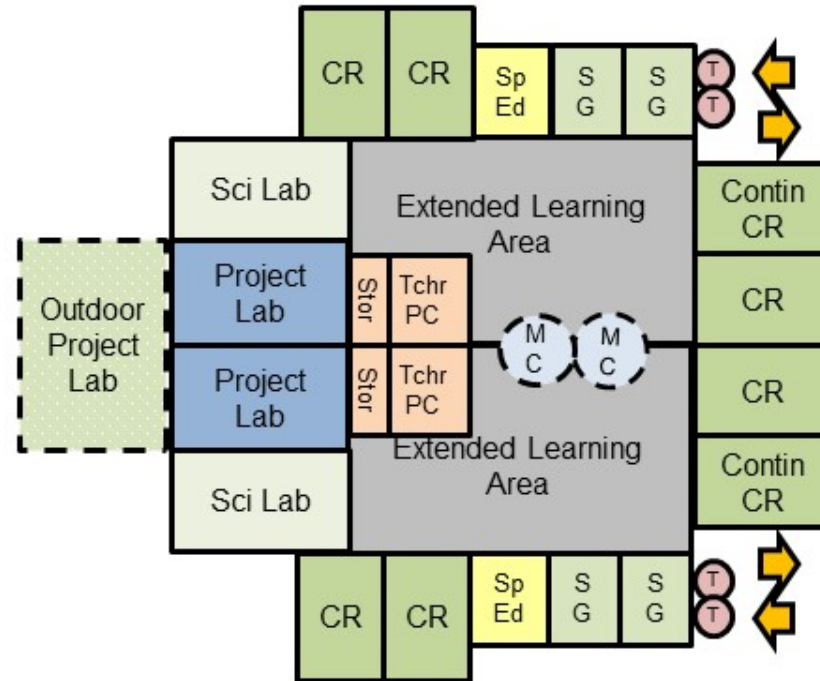 CR
CR
Sp
Ed
S
G
S
G
T
T
Sci Lab
Extended Learning
Area
Contin
CR
Outdoor
Project
Lab
Project
Lab
Stor
Tchr
PC
CR
M
C
M
C
Project
Lab
Stor
Tchr
PC
CR
Sci Lab
Extended Learning
Area
Contin
CR
CR
CR
Sp
Ed
S
G
S
G
T
T